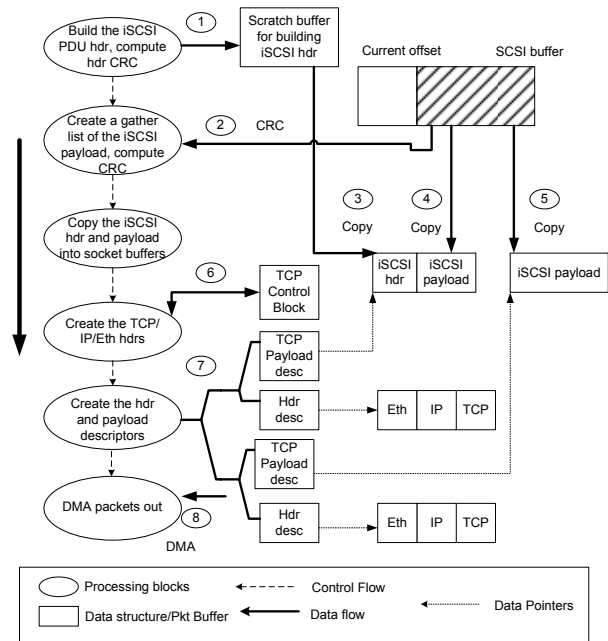 1
Build the iSCSI
PDU hdr, compute
hdr CRC
Scratch buffer
for building
iSCSI hdr
Current offset
SCSI buffer
Create a gather
list of the iSCSI
payload, compute
CRC
2
CRC
3
4
5
Copy
Copy
Copy
Copy the iSCSI
hdr and payload
into socket buffers
iSCSI
hdr
iSCSI
payload
iSCSI payload
6
TCP
Control
Block
Create the TCP/
IP/Eth hdrs
7
TCP
Payload
desc
Create the hdr
and payload
descriptors
Hdr
desc
Eth
IP
TCP
TCP
Payload
desc
DMA packets out
8
DMA
Hdr
desc
Eth
IP
TCP
Processing blocks
Control Flow
Data structure/Pkt Buffer
Data flow
Data Pointers